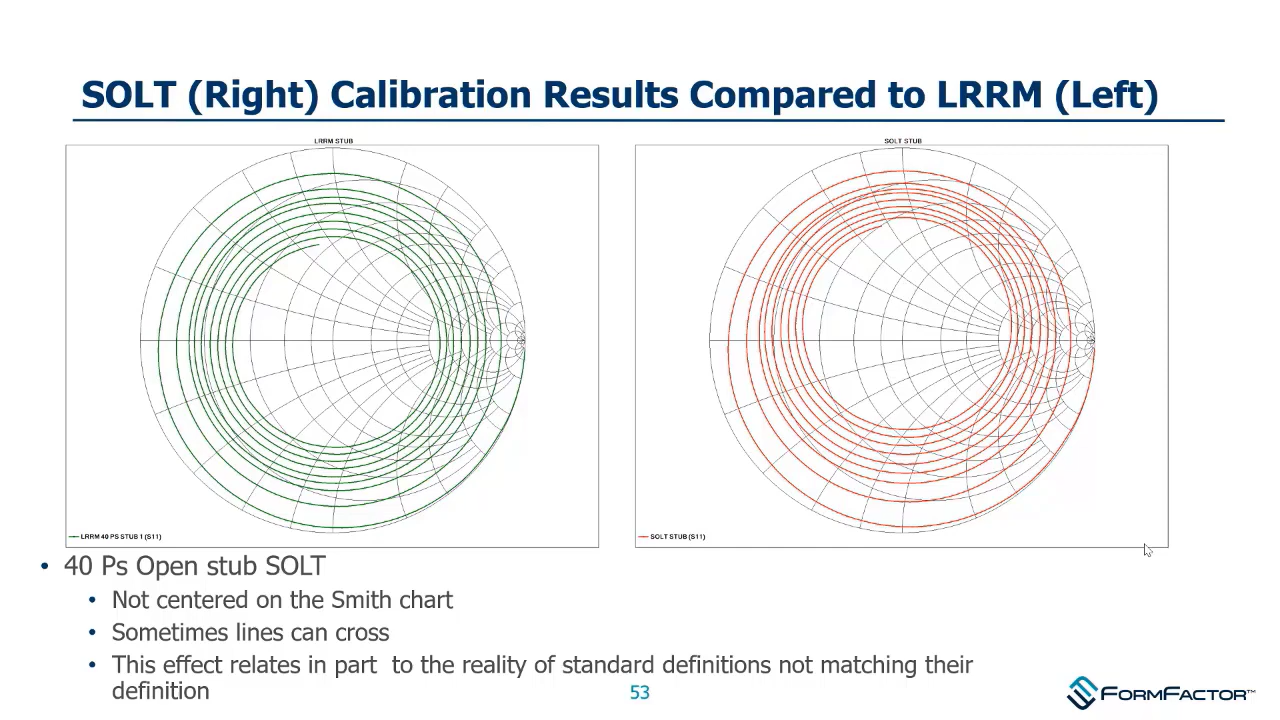 SOLT (Right) Calibration Results Compared to LRRM (Left)
LRRM STUB
SOLT STUB
LRRM 40 PS STUB 1 (S11)
SOLT STUB (S11)
• 40 Ps Open stub SOLT
• Not centered on the Smith chart
• Sometimes lines can cross
• This effect relates in part to the reality of standard definitions not matching their
definition
53
FORMFACTOR™